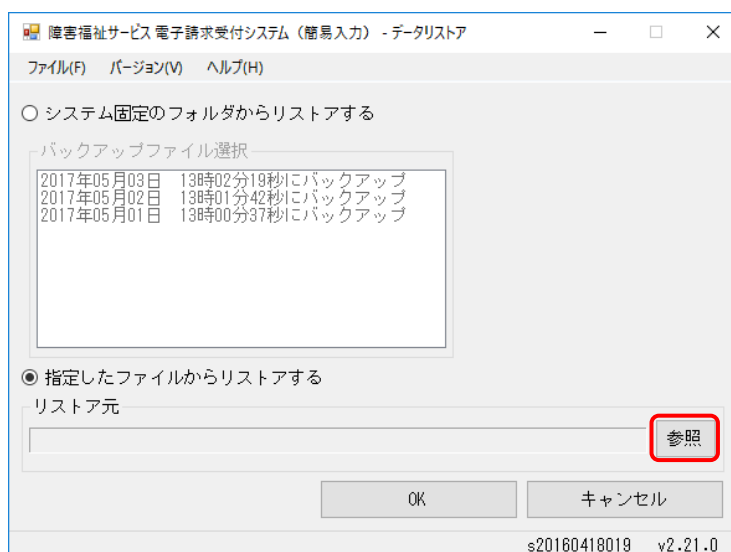 障害福祉サービス 電子請求受付システム（簡易入力） - データリストア
ファイル(F) バージョン(V) ヘルプ(H)
システム固定のフォルダからリストアする
バックアップファイル選択
2017年05月03日 13時02分19秒にバックアップ
2017年05月02日 13時01分42秒にバックアップ
2017年05月01日 13時00分37秒にバックアップ
指定したファイルからリストアする
リストア元
参照
OK キャンセル
s20160418019 v2.21.0